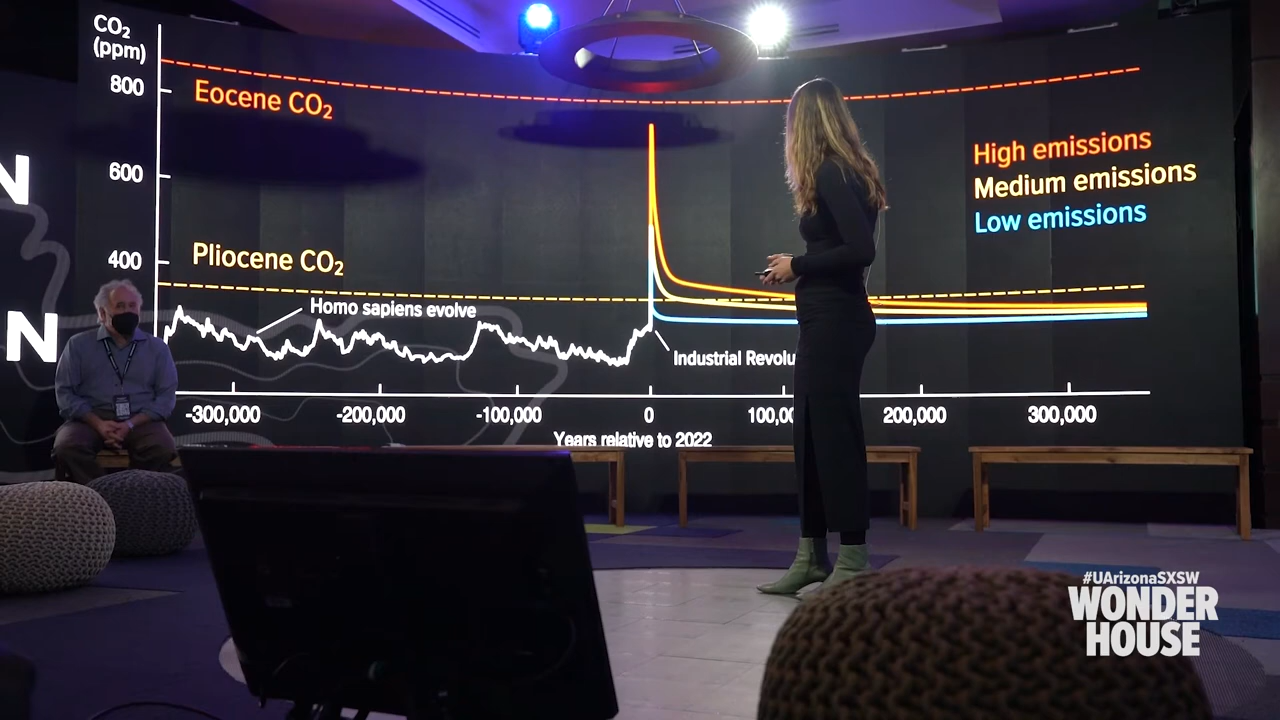 CO₂
(ppm)
800
Eocene CO₂
High emissions
Medium emissions
Low emissions
600
N
400
Pliocene CO₂
Homo sapiens evolve
N
Industrial Revolu
-300,000
-200,000
-100,000
0
100,00
200,000
300,000
Years relative to 2022
#UArizonaSXSW
WONDER
HOUSE